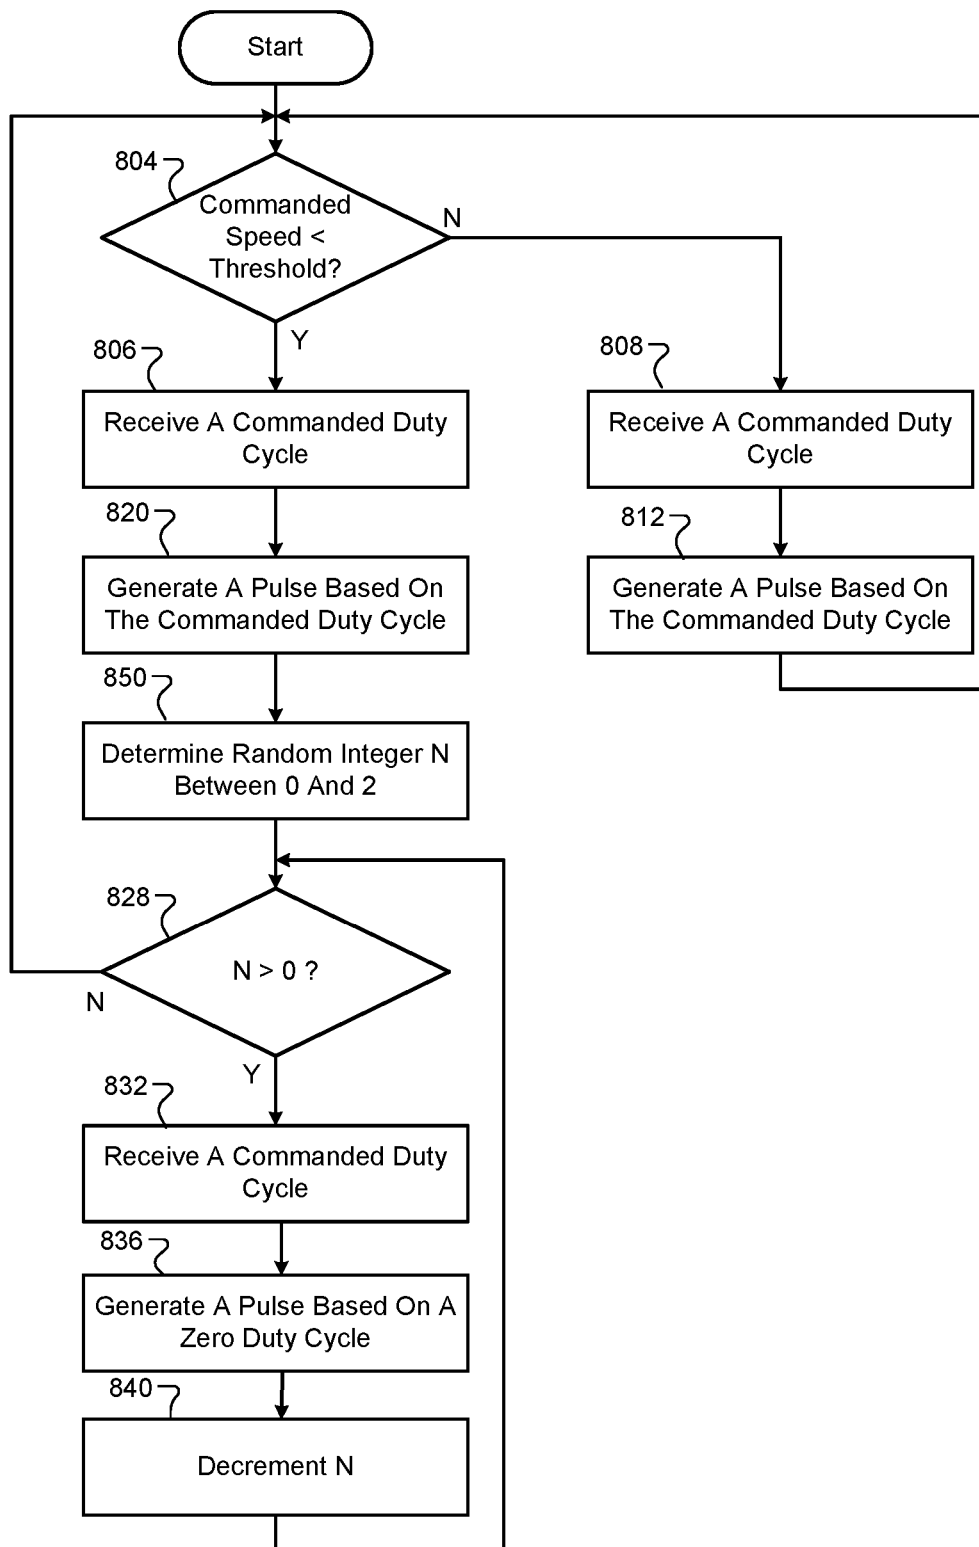 Start
804
Commanded
Speed <
Threshold?
N
Y
806
Receive A Commanded Duty
Cycle
808
Receive A Commanded Duty
Cycle
820
Generate A Pulse Based On
The Commanded Duty Cycle
812
Generate A Pulse Based On
The Commanded Duty Cycle
850
Determine Random Integer N
Between 0 And 2
828
N > 0 ?
N
Y
832
Receive A Commanded Duty
Cycle
836
Generate A Pulse Based On A
Zero Duty Cycle
840
Decrement N